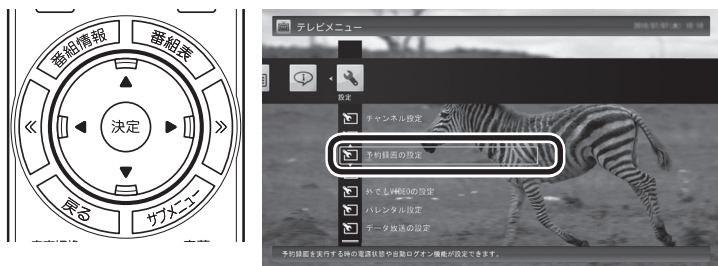 番組情報
番組表
決定
戻る
サブメニュー
テレビメニュー
設定
チャンネル設定
予約録画の設定
外でもVIDEOの設定
ペアレンタル設定
データ放送の設定
予約録画を実行する時の電源状態や自動ログオン機能が設定できます。